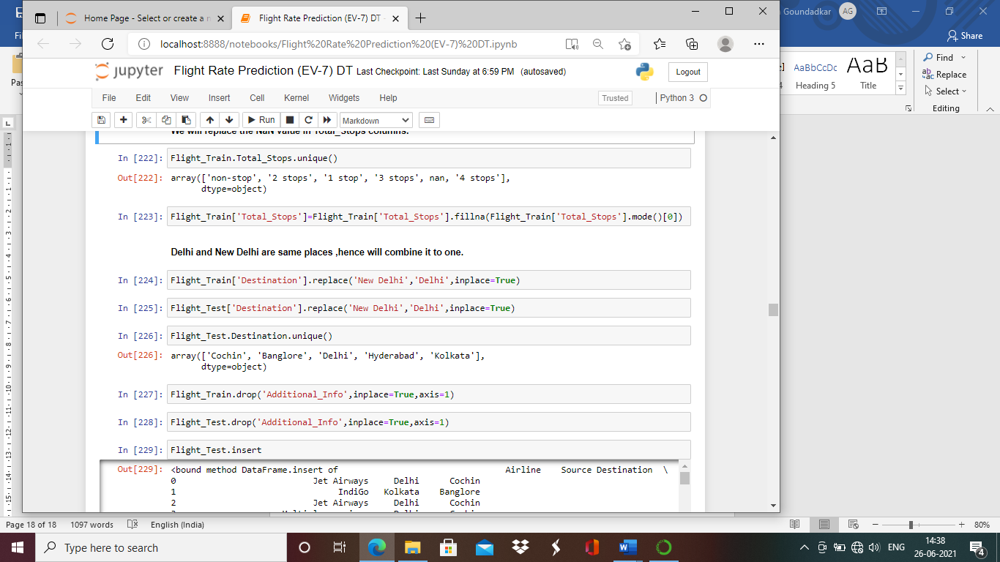 Home Page - Select or create a n
Flight Rate Prediction (EV-7) DT -
Goundadkar
AG
localhost:8888/notebooks/Flight%20Rate%20Prediction%20(EV-7)%20DT.ipynb
Share
jupyter Flight Rate Prediction (EV-7) DT Last Checkpoint: Last Sunday at 6:59 PM (autosaved)
Logout
File Edit View Insert Cell Kernel Widgets Help
Trusted
Python 3
Run
Markdown
AaBbCcDc
AaB
Heading 5
Title
Find
Replace
Select
Editing
We will replace the NaN value in Total_Stops columns.
In [222]: Flight_Train.Total_Stops.unique()
Out[222]: array(['non-stop', '2 stops', '1 stop', '3 stops', nan, '4 stops'],
dtype=object)
In [223]: Flight_Train['Total_Stops']=Flight_Train['Total_Stops'].fillna(Flight_Train['Total_Stops'].mode()[0])
Delhi and New Delhi are same places ,hence will combine it to one.
In [224]: Flight_Train['Destination'].replace('New Delhi','Delhi',inplace=True)
In [225]: Flight_Test['Destination'].replace('New Delhi','Delhi',inplace=True)
In [226]: Flight_Test.Destination.unique()
Out[226]: array(['Cochin', 'Banglore', 'Delhi', 'Hyderabad', 'Kolkata'],
dtype=object)
In [227]: Flight_Train.drop('Additional_Info',inplace=True,axis=1)
In [228]: Flight_Test.drop('Additional_Info',inplace=True,axis=1)
In [229]: Flight_Test.insert
Out[229]: <bound method DataFrame.insert of Airline Source Destination \
0 Jet Airways Delhi Cochin
1 IndiGo Kolkata Banglore
2 Jet Airways Delhi Cochin
Page 18 of 18 1097 words English (India)
80%
Type here to search
ENG
14:38
26-06-2021
4